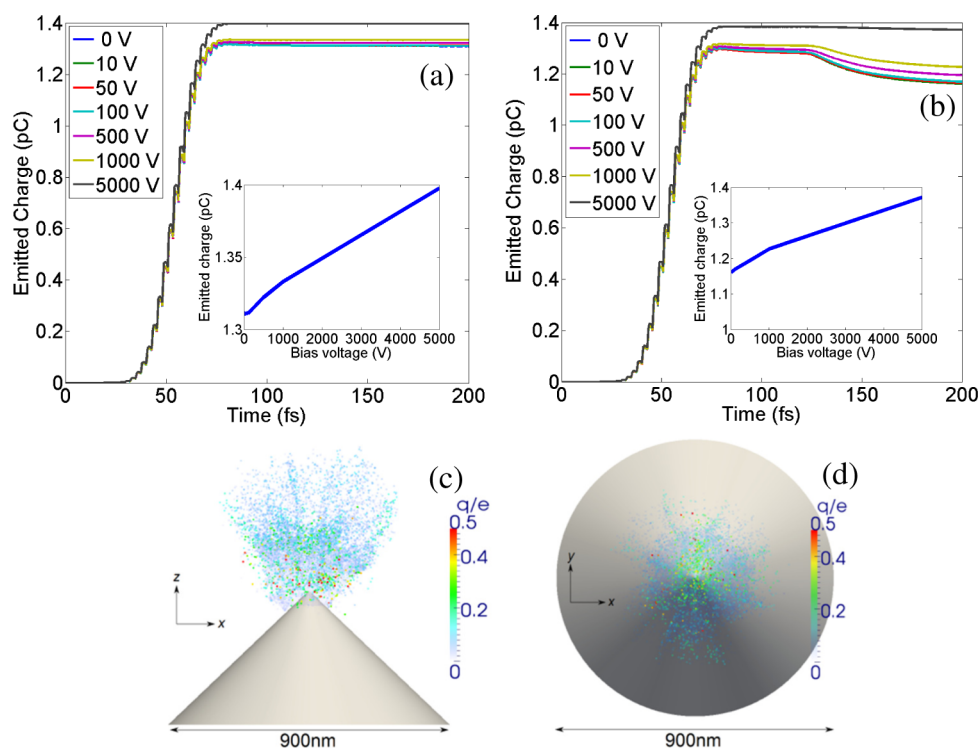 (a)
Emitted Charge (pC)
1.4
1.2
1
0.8
0.6
0.4
0.2
0
0 V
10 V
50 V
100 V
500 V
1000 V
5000 V
Emitted charge (pC)
1.4
1.35
1.3
0 1000 2000 3000 4000 5000
Bias voltage (V)
0 50 100 150 200
Time (fs)
(b)
Emitted Charge (pC)
1.4
1.2
1
0.8
0.6
0.4
0.2
0
0 V
10 V
50 V
100 V
500 V
1000 V
5000 V
Emitted charge (pC)
1.4
1.3
1.2
1.1
1
0 1000 2000 3000 4000 5000
Bias voltage (V)
0 50 100 150 200
Time (fs)
(c)
q/e
0.5
0.4
0.2
0
z
x
900nm
(d)
q/e
0.5
0.4
0.2
0
y
x
900nm